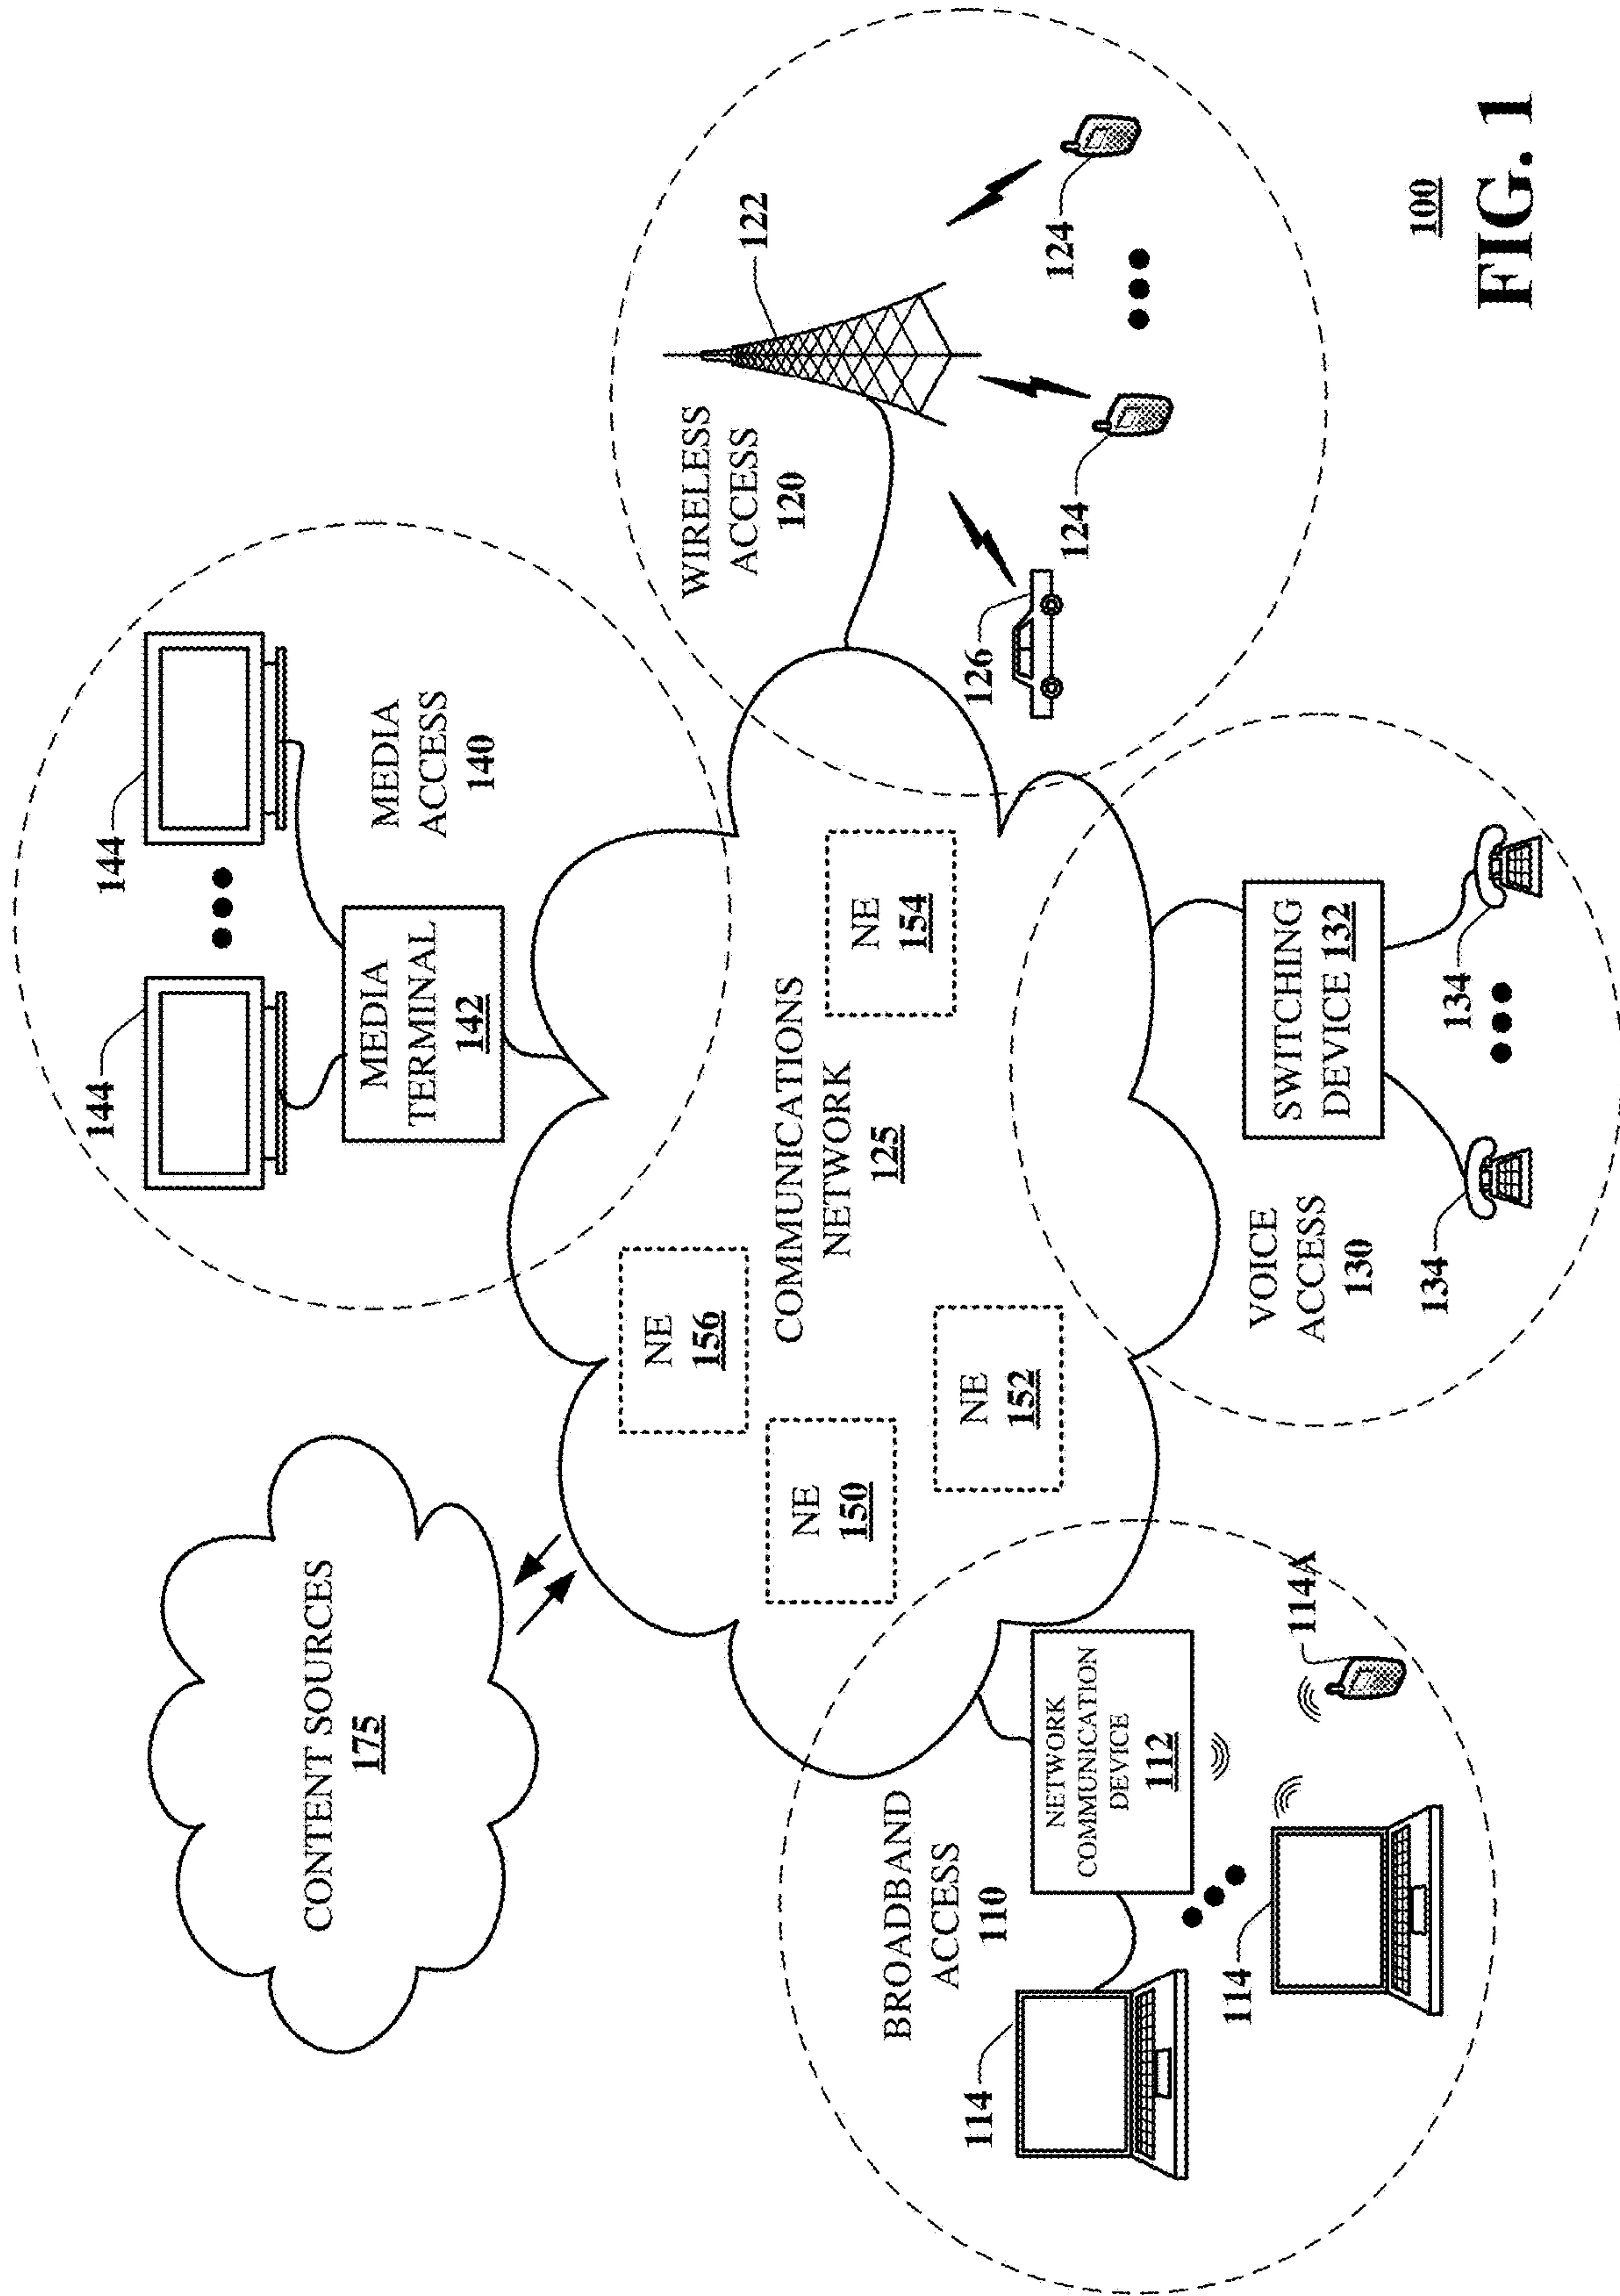 CONTENT SOURCES
175
144
144
MEDIA
TERMINAL
142
MEDIA
ACCESS
140
WIRELESS
ACCESS
120
122
124
124
126
NE
156
NE
150
NE
152
NE
154
COMMUNICATIONS
NETWORK
125
BROADBAND
ACCESS
110
NETWORK
COMMUNICATION
DEVICE
112
114
114
114A
VOICE
ACCESS
130
SWITCHING
DEVICE 132
134
134
100
FIG. 1